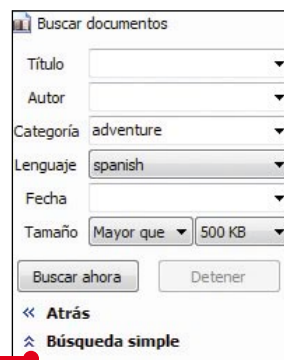 Buscar documentos
Título
Autor
Categoría adventure
Lenguaje spanish
Fecha
Tamaño Mayor que 500 KB
Buscar ahora Detener
« Atrás
Búsqueda simple